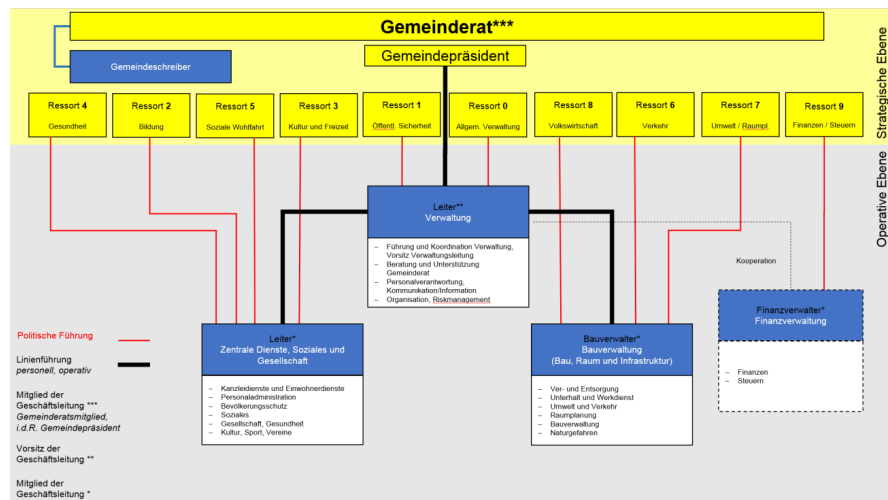 Gemeinderat***
Gemeindepräsident
Gemeindeschreiber
Strategische Ebene
Ressort 4
Gesundheit
Ressort 2
Bildung
Ressort 5
Soziale Wohlfahrt
Ressort 3
Kultur und Freizeit
Ressort 1
Öffentl. Sicherheit
Ressort 0
Allgem. Verwaltung
Ressort 8
Volkswirtschaft
Ressort 6
Verkehr
Ressort 7
Umwelt / Raumpl.
Ressort 9
Finanzen / Steuern
Operative Ebene
Leiter**
Verwaltung
– Führung und Koordination Verwaltung,
Vorsitz Verwaltungsleitung
– Beratung und Unterstützung
Gemeinderat
– Personalverantwortung,
Kommunikation/Information
– Organisation, Riskmanagement
Kooperation
Leiter*
Zentrale Dienste, Soziales und
Gesellschaft
– Kanzleidienste und Einwohnerdienste
– Personaladministration
– Bevölkerungsschutz
– Soziales
– Gesellschaft, Gesundheit
– Kultur, Sport, Vereine
Bauverwalter*
Bauverwaltung
(Bau, Raum und Infrastruktur)
– Ver- und Entsorgung
– Unterhalt und Werkdienst
– Umwelt und Verkehr
– Raumplanung
– Bauverwaltung
– Naturgefahren
Finanzverwalter*
Finanzverwaltung
– Finanzen
– Steuern
Politische Führung
Linienführung
personell, operativ
Mitglied der
Geschäftsleitung ***
Gemeinderatsmitglied,
i.d.R. Gemeindepräsident
Vorsitz der
Geschäftsleitung **
Mitglied der
Geschäftsleitung *